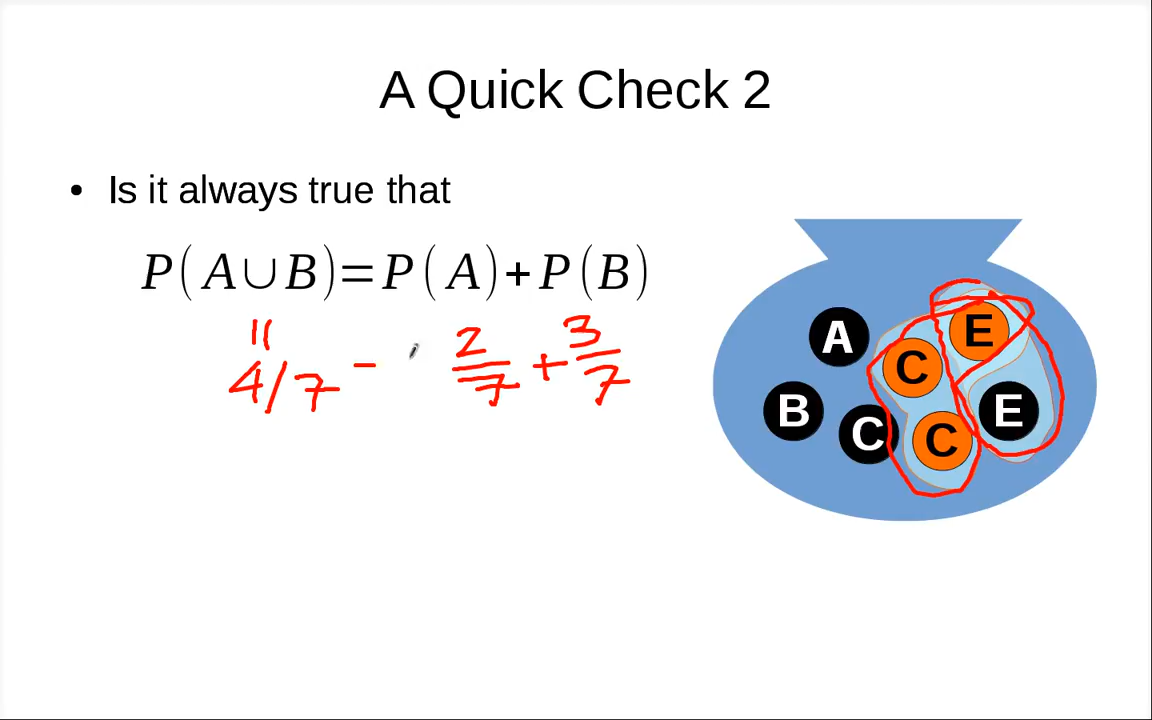 A Quick Check 2
• Is it always true that
P(A∪B)=P(A)+P(B)
"
4/7 - 2/7 + 3/7
E
A
C
B
E
C
C